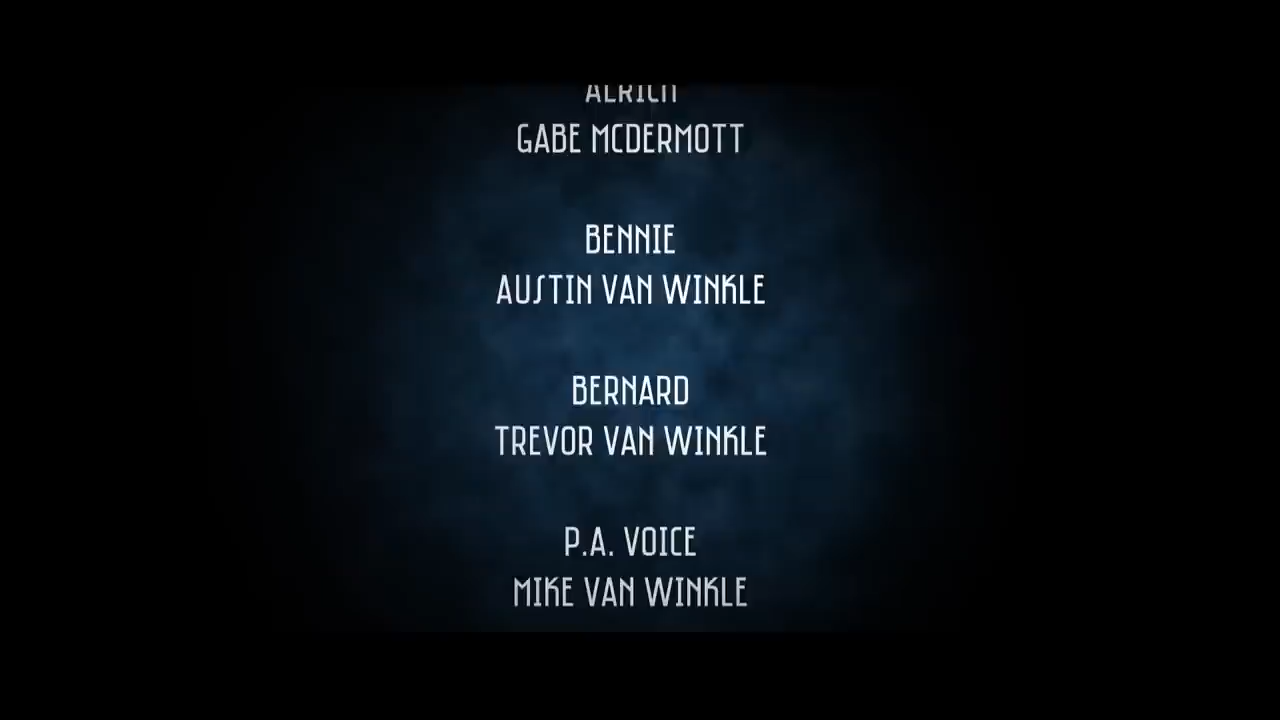 GABE MCDERMOTT
BENNIE
AUSTIN VAN WINKLE
BERNARD
TREVOR VAN WINKLE
P.A. VOICE
MIKE VAN WINKLE